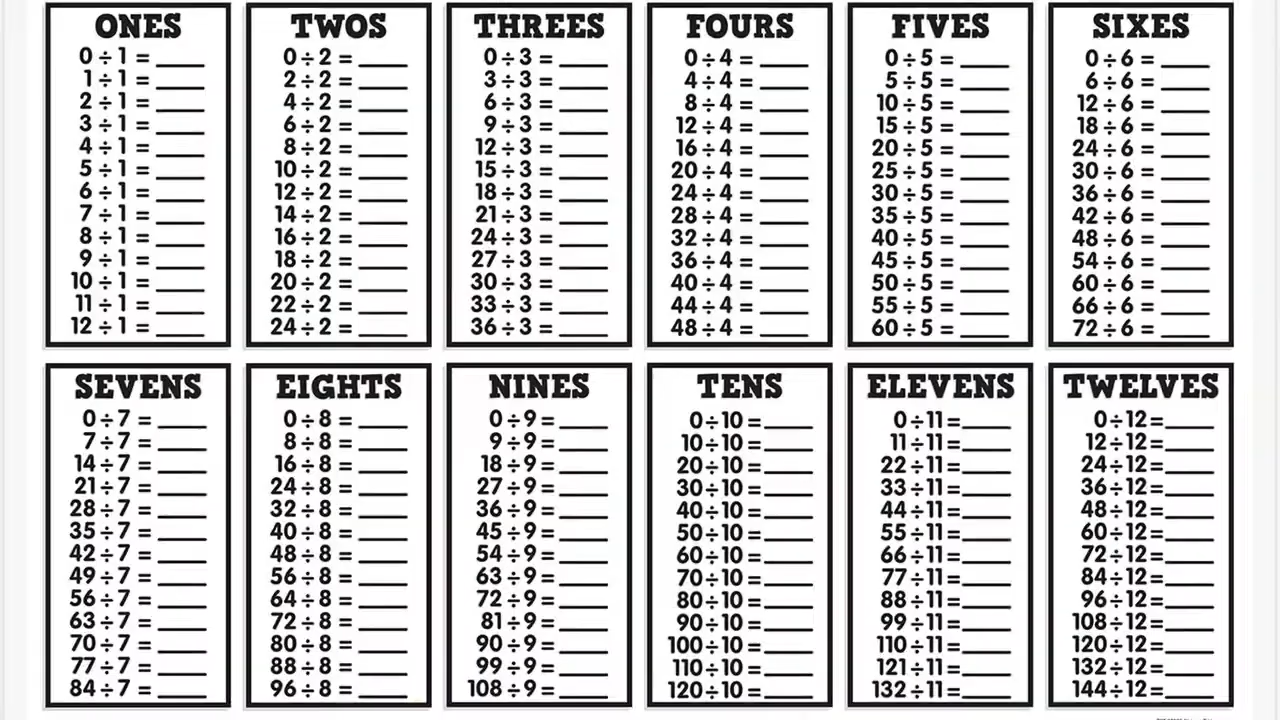 ONES
0 ÷ 1 = ____
1 ÷ 1 = ____
2 ÷ 1 = ____
3 ÷ 1 = ____
4 ÷ 1 = ____
5 ÷ 1 = ____
6 ÷ 1 = ____
7 ÷ 1 = ____
8 ÷ 1 = ____
9 ÷ 1 = ____
10 ÷ 1 = ____
11 ÷ 1 = ____
12 ÷ 1 = ____
TWOS
0 ÷ 2 = ____
2 ÷ 2 = ____
4 ÷ 2 = ____
6 ÷ 2 = ____
8 ÷ 2 = ____
10 ÷ 2 = ____
12 ÷ 2 = ____
14 ÷ 2 = ____
16 ÷ 2 = ____
18 ÷ 2 = ____
20 ÷ 2 = ____
22 ÷ 2 = ____
24 ÷ 2 = ____
THREES
0 ÷ 3 = ____
3 ÷ 3 = ____
6 ÷ 3 = ____
9 ÷ 3 = ____
12 ÷ 3 = ____
15 ÷ 3 = ____
18 ÷ 3 = ____
21 ÷ 3 = ____
24 ÷ 3 = ____
27 ÷ 3 = ____
30 ÷ 3 = ____
33 ÷ 3 = ____
36 ÷ 3 = ____
FOURS
0 ÷ 4 = ____
4 ÷ 4 = ____
8 ÷ 4 = ____
12 ÷ 4 = ____
16 ÷ 4 = ____
20 ÷ 4 = ____
24 ÷ 4 = ____
28 ÷ 4 = ____
32 ÷ 4 = ____
36 ÷ 4 = ____
40 ÷ 4 = ____
44 ÷ 4 = ____
48 ÷ 4 = ____
FIVES
0 ÷ 5 = ____
5 ÷ 5 = ____
10 ÷ 5 = ____
15 ÷ 5 = ____
20 ÷ 5 = ____
25 ÷ 5 = ____
30 ÷ 5 = ____
35 ÷ 5 = ____
40 ÷ 5 = ____
45 ÷ 5 = ____
50 ÷ 5 = ____
55 ÷ 5 = ____
60 ÷ 5 = ____
SIXES
0 ÷ 6 = ____
6 ÷ 6 = ____
12 ÷ 6 = ____
18 ÷ 6 = ____
24 ÷ 6 = ____
30 ÷ 6 = ____
36 ÷ 6 = ____
42 ÷ 6 = ____
48 ÷ 6 = ____
54 ÷ 6 = ____
60 ÷ 6 = ____
66 ÷ 6 = ____
72 ÷ 6 = ____
SEVENS
0 ÷ 7 = ____
7 ÷ 7 = ____
14 ÷ 7 = ____
21 ÷ 7 = ____
28 ÷ 7 = ____
35 ÷ 7 = ____
42 ÷ 7 = ____
49 ÷ 7 = ____
56 ÷ 7 = ____
63 ÷ 7 = ____
70 ÷ 7 = ____
77 ÷ 7 = ____
84 ÷ 7 = ____
EIGHTS
0 ÷ 8 = ____
8 ÷ 8 = ____
16 ÷ 8 = ____
24 ÷ 8 = ____
32 ÷ 8 = ____
40 ÷ 8 = ____
48 ÷ 8 = ____
56 ÷ 8 = ____
64 ÷ 8 = ____
72 ÷ 8 = ____
80 ÷ 8 = ____
88 ÷ 8 = ____
96 ÷ 8 = ____
NINES
0 ÷ 9 = ____
9 ÷ 9 = ____
18 ÷ 9 = ____
27 ÷ 9 = ____
36 ÷ 9 = ____
45 ÷ 9 = ____
54 ÷ 9 = ____
63 ÷ 9 = ____
72 ÷ 9 = ____
81 ÷ 9 = ____
90 ÷ 9 = ____
99 ÷ 9 = ____
108 ÷ 9 = ____
TENS
0÷10 = ____
10÷10 = ____
20÷10 = ____
30÷10 = ____
40÷10 = ____
50÷10 = ____
60÷10 = ____
70÷10 = ____
80÷10 = ____
90÷10 = ____
100÷10 = ____
110÷10 = ____
120÷10 = ____
ELEVENS
0÷11= ____
11÷11= ____
22÷11= ____
33÷11= ____
44÷11= ____
55÷11= ____
66÷11= ____
77÷11= ____
88÷11= ____
99÷11= ____
110÷11= ____
121÷11= ____
132÷11= ____
TWELVES
0÷12= ____
12÷12= ____
24÷12= ____
36÷12= ____
48÷12= ____
60÷12= ____
72÷12= ____
84÷12= ____
96÷12= ____
108÷12= ____
120÷12= ____
132÷12= ____
144÷12= ____